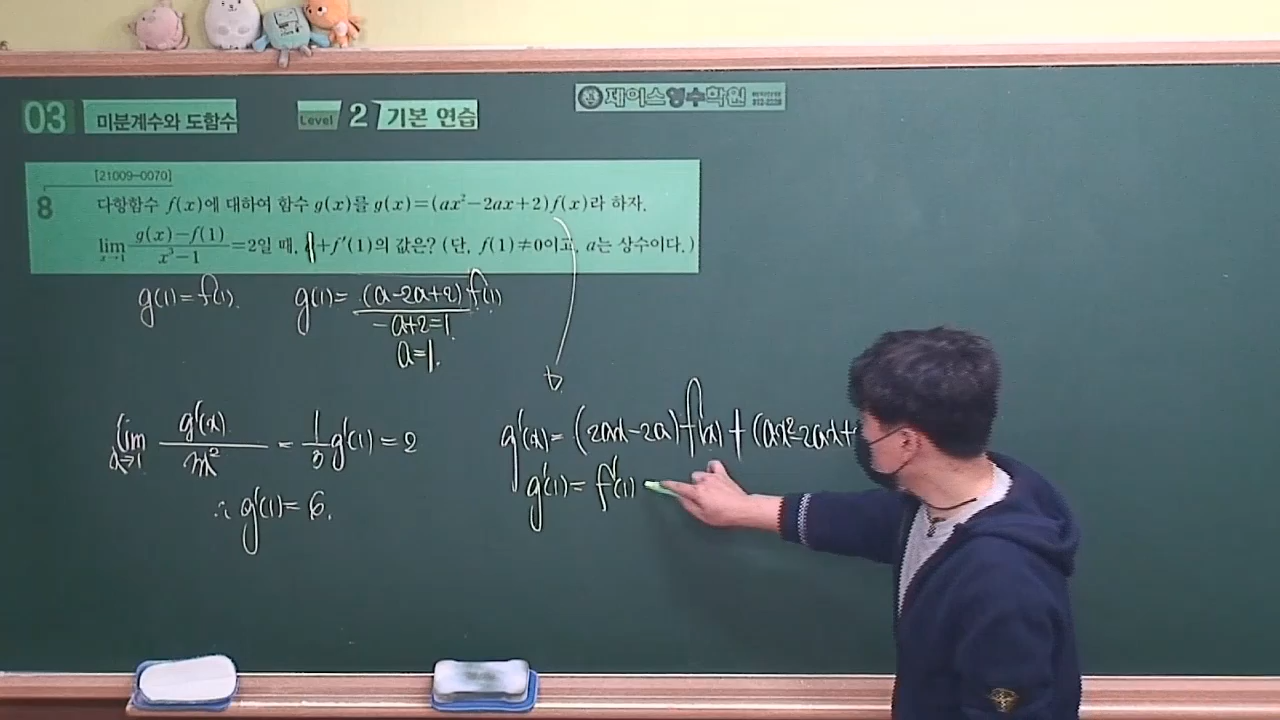 03 미분계수와 도함수 Level 2 기본 연습
제이스영수학원
[21009-0070]
8 다항함수 f(x)에 대하여 함수 g(x)를 g(x)=(ax²-2ax+2)f(x)라 하자.
lim x→1 (g(x)-f(1))/(x³-1)=2일 때, 1+f'(1)의 값은? (단, f(1)≠0이고, a는 상수이다.)
g(1)=f(1). g(1)=(a-2a+2)f(1)
-a+2=1.
a=1.
lim x→1 g'(x)/3x² = 1/3 g'(1)=2
∴ g'(1)=6.
g'(x)=(2ax-2a)f(x)+(ax²-2ax+
g'(1)=f'(1)